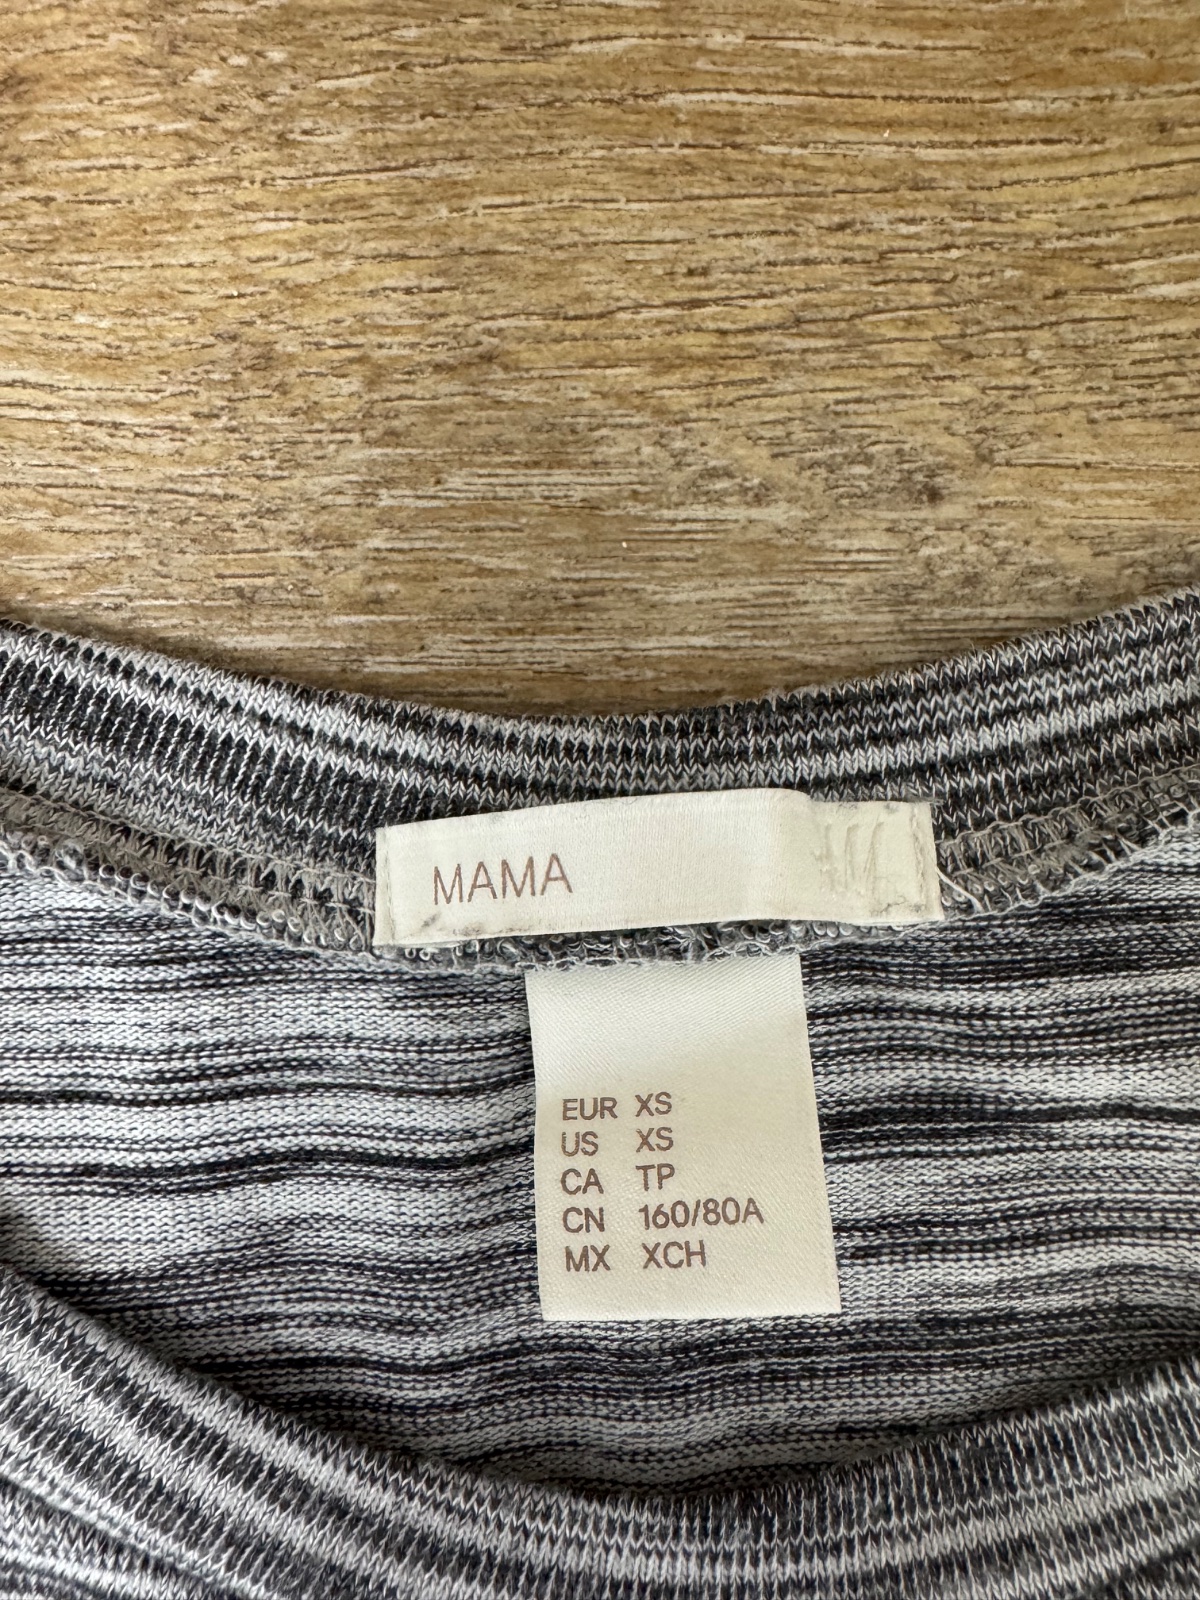 MAMA
EUR XS
US XS
CA TP
CN 160/80A
MX XCH